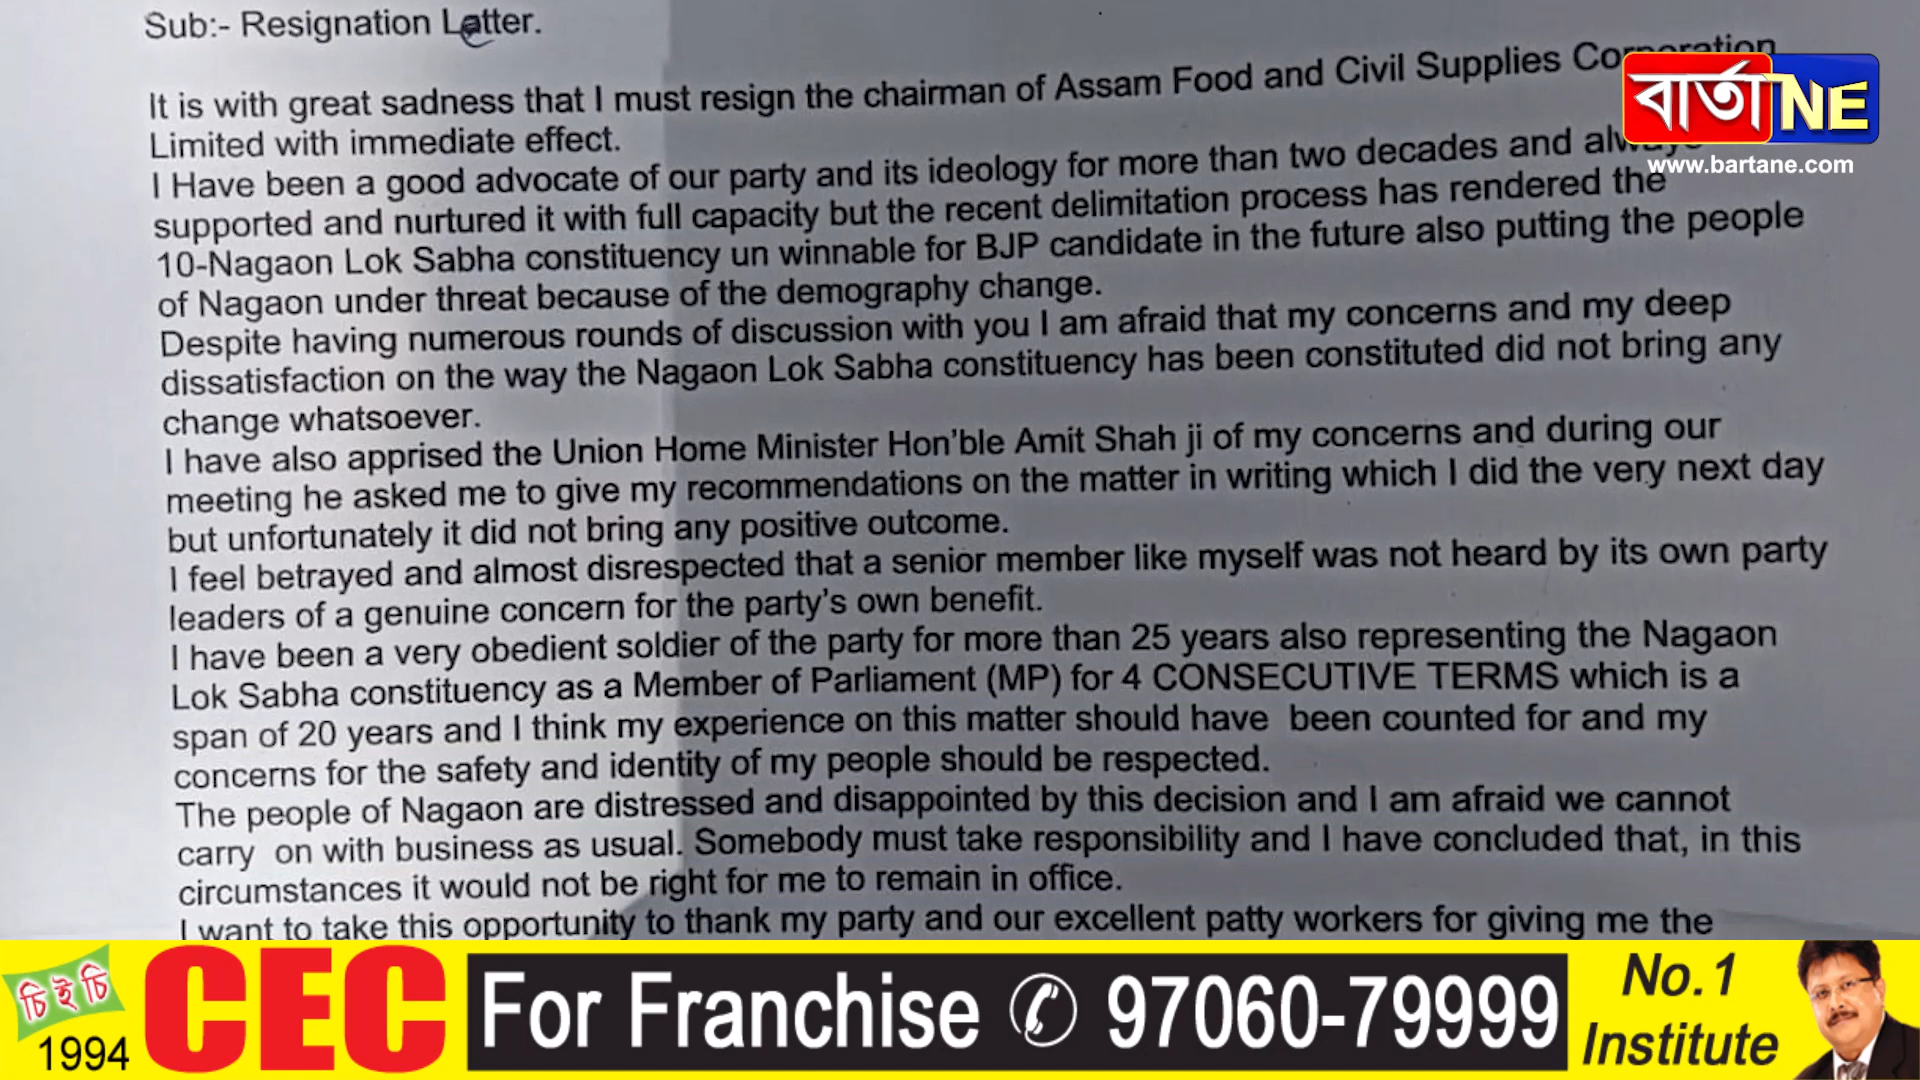 Sub:- Resignation Letter.
It is with great sadness that I must resign the chairman of Assam Food and Civil Supplies Corporation
Limited with immediate effect.
I Have been a good advocate of our party and its ideology for more than two decades and always
supported and nurtured it with full capacity but the recent delimitation process has rendered the
10-Nagaon Lok Sabha constituency un winnable for BJP candidate in the future also putting the people
of Nagaon under threat because of the demography change.
Despite having numerous rounds of discussion with you I am afraid that my concerns and my deep
dissatisfaction on the way the Nagaon Lok Sabha constituency has been constituted did not bring any
change whatsoever.
I have also apprised the Union Home Minister Hon'ble Amit Shah ji of my concerns and during our
meeting he asked me to give my recommendations on the matter in writing which I did the very next day
but unfortunately it did not bring any positive outcome.
I feel betrayed and almost disrespected that a senior member like myself was not heard by its own party
leaders of a genuine concern for the party's own benefit.
I have been a very obedient soldier of the party for more than 25 years also representing the Nagaon
Lok Sabha constituency as a Member of Parliament (MP) for 4 CONSECUTIVE TERMS which is a
span of 20 years and I think my experience on this matter should have been counted for and my
concerns for the safety and identity of my people should be respected.
The people of Nagaon are distressed and disappointed by this decision and I am afraid we cannot
carry on with business as usual. Somebody must take responsibility and I have concluded that, in this
circumstances it would not be right for me to remain in office.
I want to take this opportunity to thank my party and our excellent patty workers for giving me the
বার্তা NE
www.bartane.com
চি ই চি
1994
CEC
For Franchise 97060-79999
No.1
Institute